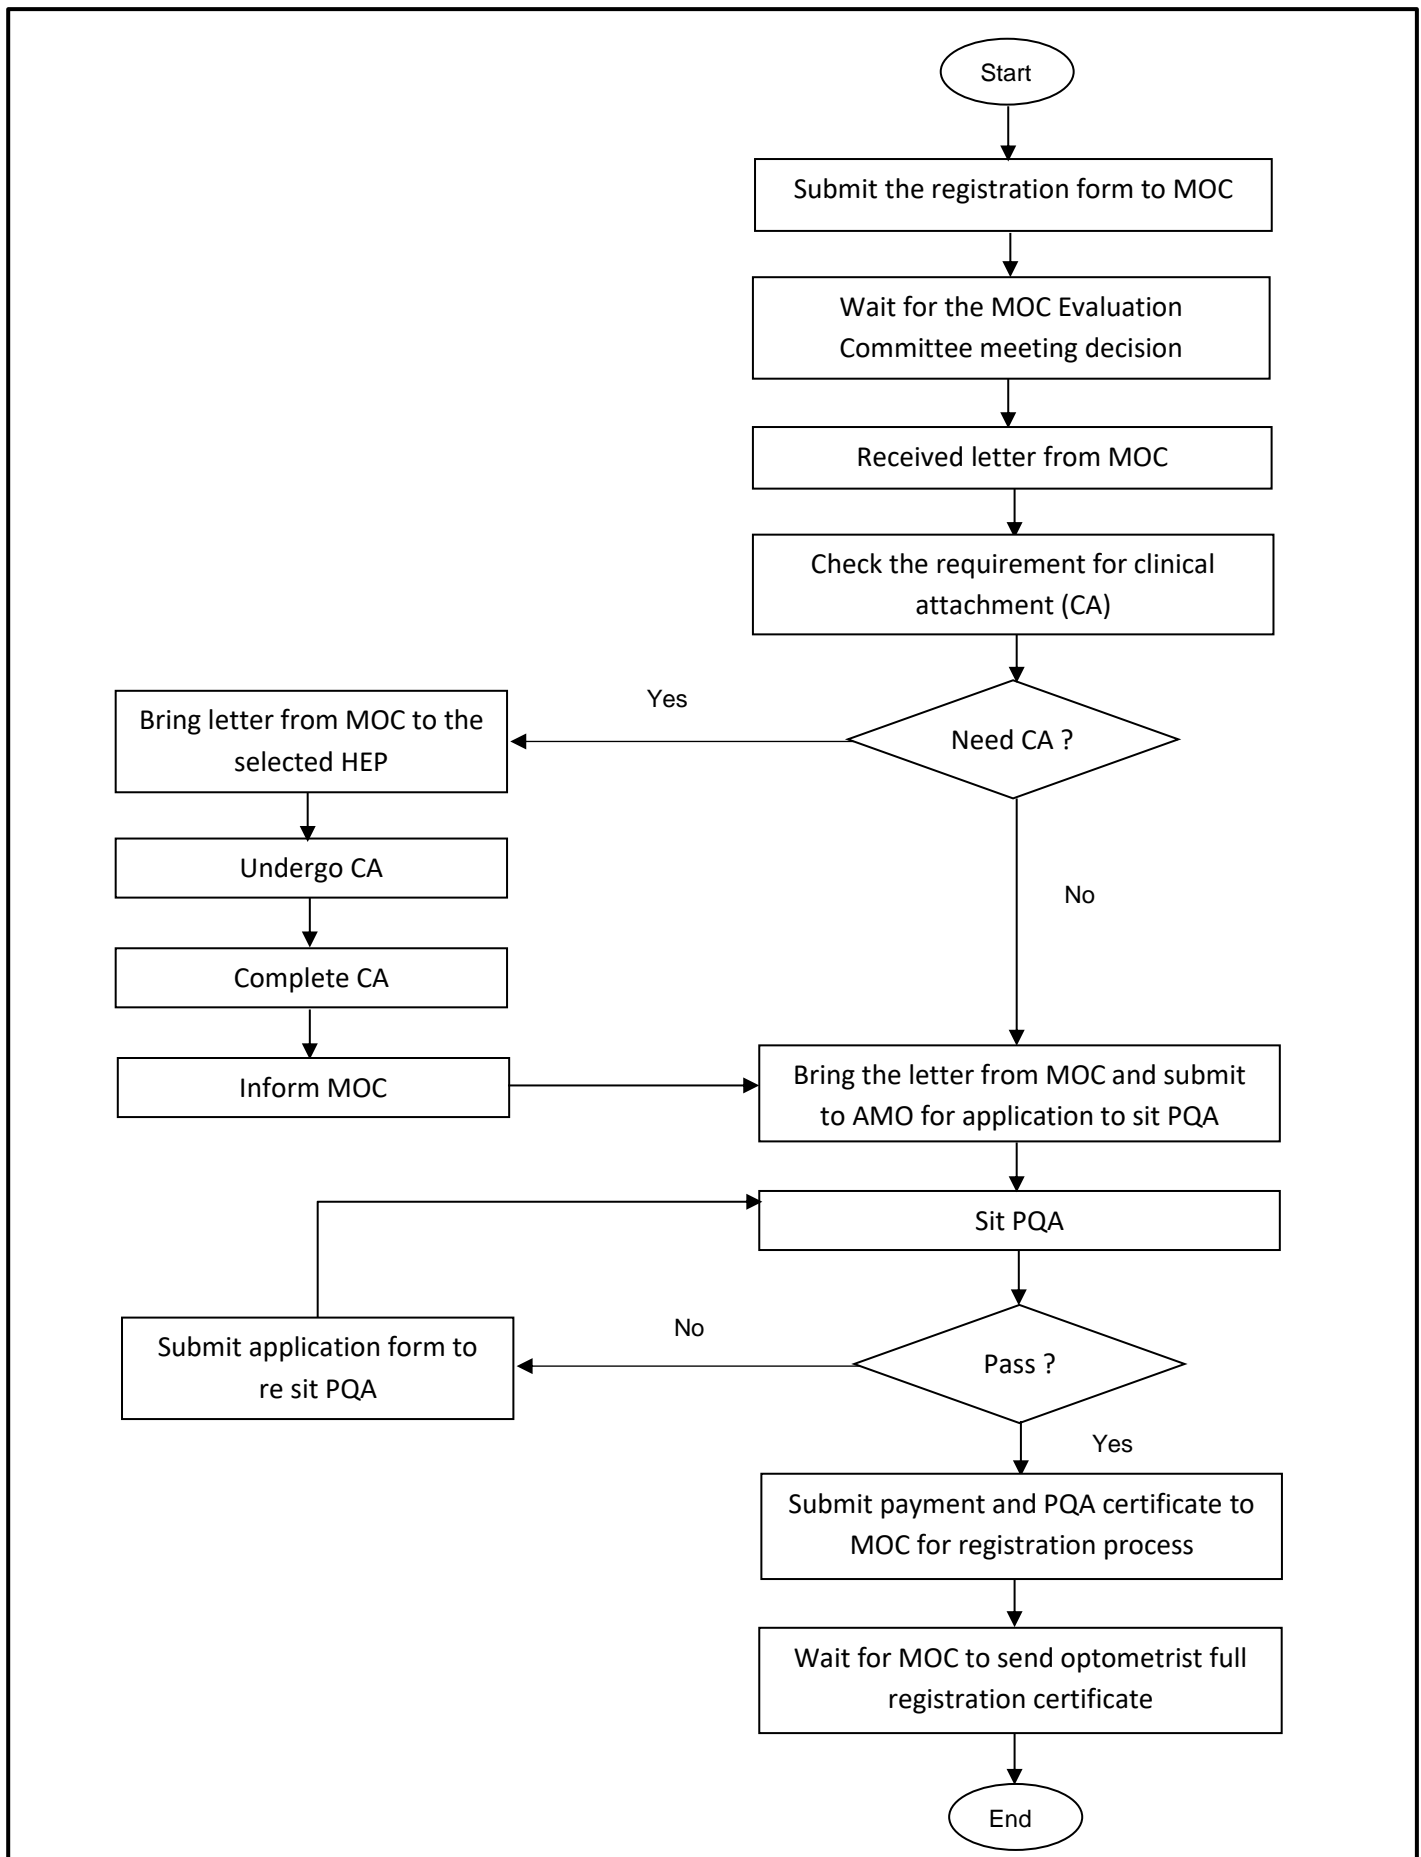 Start
Submit the registration form to MOC
Wait for the MOC Evaluation
Committee meeting decision
Received letter from MOC
Check the requirement for clinical
attachment (CA)
Need CA ?
Yes
Bring letter from MOC to the
selected HEP
Undergo CA
Complete CA
Inform MOC
No
Bring the letter from MOC and submit
to AMO for application to sit PQA
Sit PQA
Pass ?
No
Submit application form to
re sit PQA
Yes
Submit payment and PQA certificate to
MOC for registration process
Wait for MOC to send optometrist full
registration certificate
End